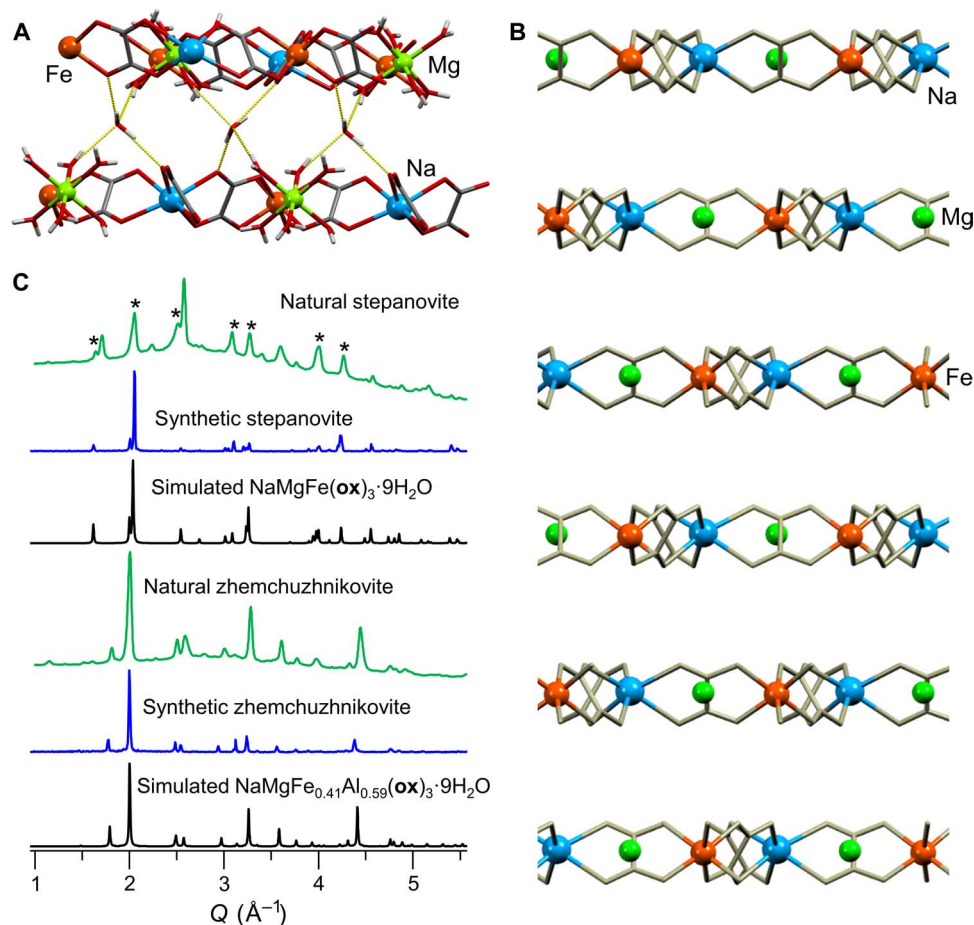 A
Fe
Mg
Na
B
Na
Mg
Fe
C
Natural stepanovite
* * * * * * *
Synthetic stepanovite
Simulated NaMgFe(ox)₃·9H₂O
Natural zhemchuzhnikovite
Synthetic zhemchuzhnikovite
Simulated NaMgFe₀.₄₁Al₀.₅₉(ox)₃·9H₂O
1 2 3 4 5
Q (Å⁻¹)